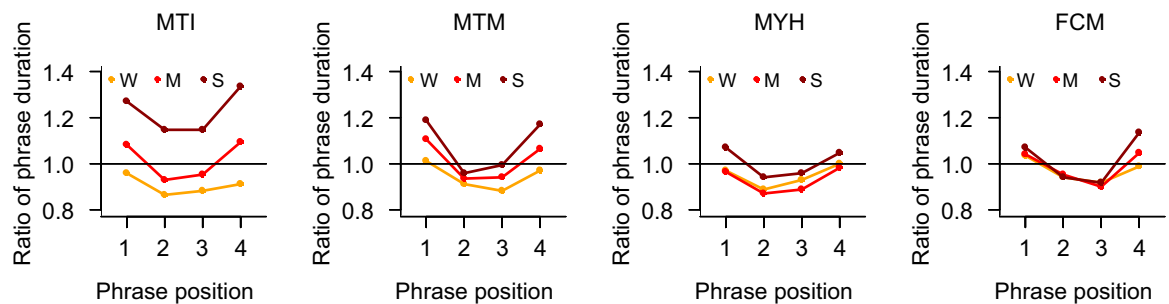 MTI
Ratio of phrase duration
1.4
1.2
1.0
0.8
W M S
1 2 3 4
Phrase position
MTM
Ratio of phrase duration
1.4
1.2
1.0
0.8
W M S
1 2 3 4
Phrase position
MYH
Ratio of phrase duration
1.4
1.2
1.0
0.8
W M S
1 2 3 4
Phrase position
FCM
Ratio of phrase duration
1.4
1.2
1.0
0.8
W M S
1 2 3 4
Phrase position